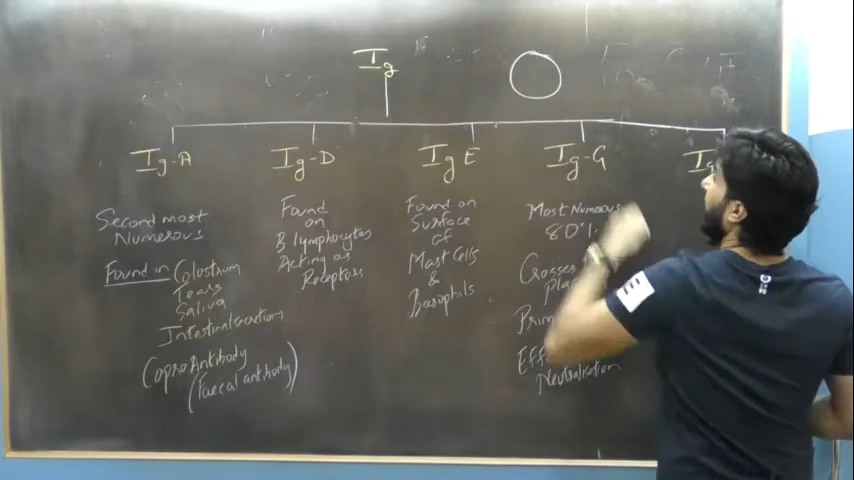 Ig
Ig-A
Ig-D
Ig E
Ig-G
Second most
Numerous
Found in Colostrum
Tears
Saliva
Intestinal secretion
Copro Antibody
(Faecal antibody)
Found
on
B lymphocytes
Acting as
Receptors
Found on
Surface
of
Mast Cells
&
Basophils
Most Numerous
80%
Crosses
Neutralisation